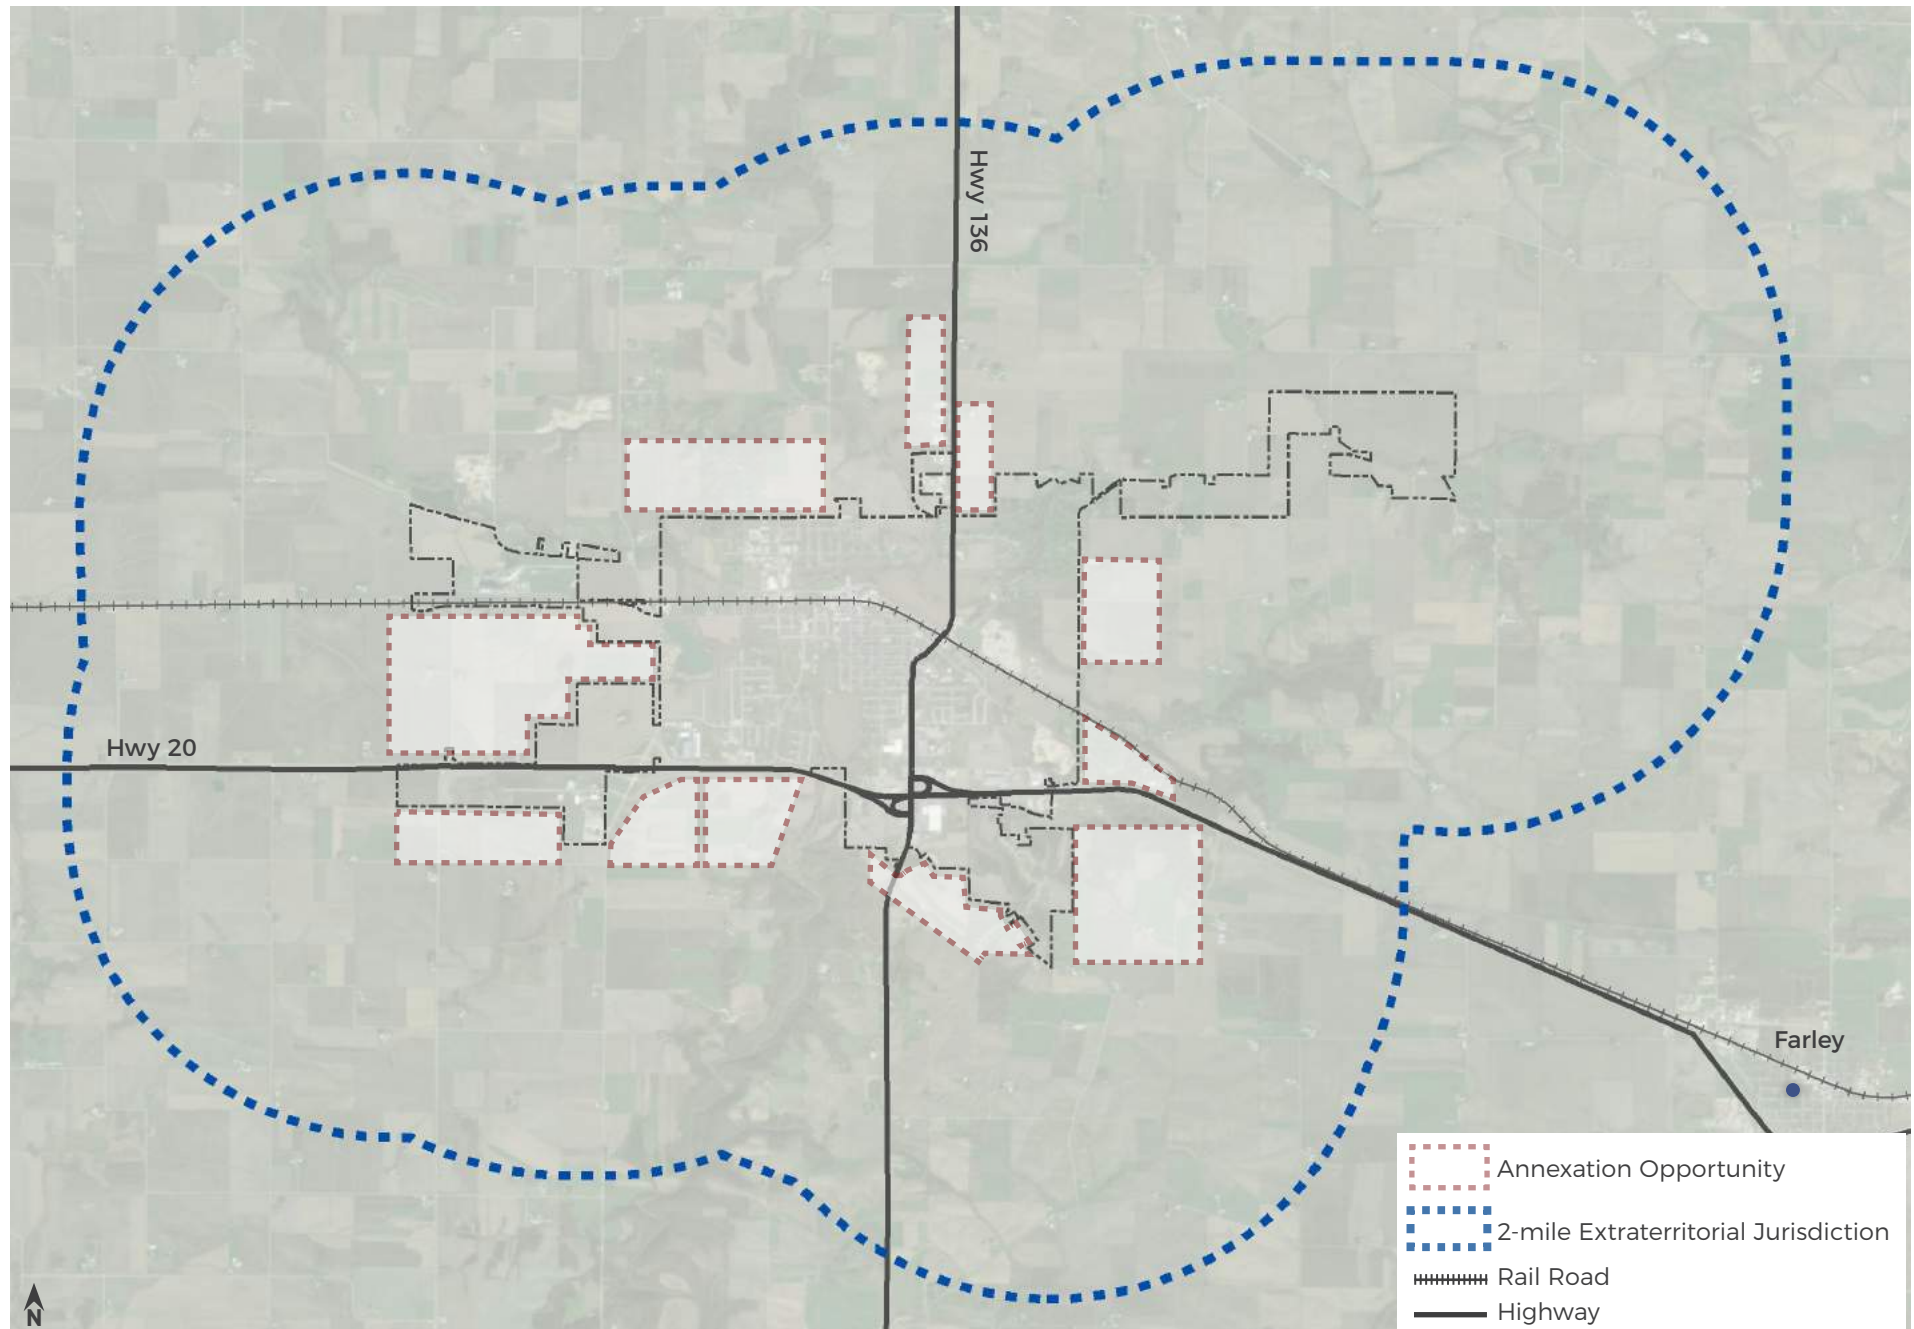 Hwy 136
Hwy 20
Farley
Annexation Opportunity
2-mile Extraterritorial Jurisdiction
Rail Road
Highway
N